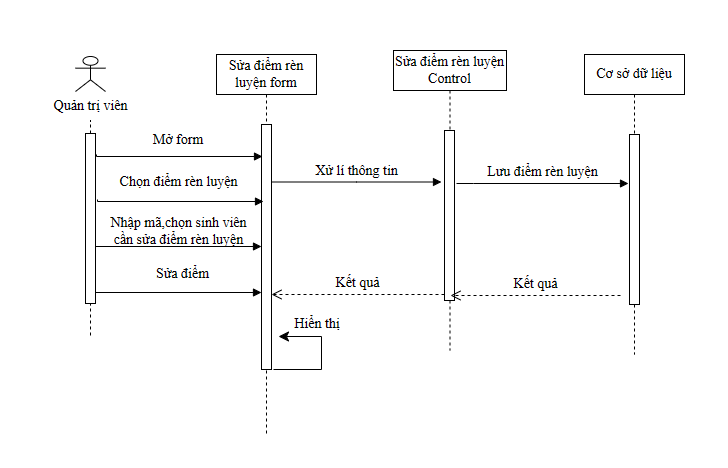 Sửa điểm rèn
luyện form
Sửa điểm rèn luyện
Control
Cơ sở dữ liệu
Quản trị viên
Mở form
Chọn điểm rèn luyện
Xử lí thông tin
Lưu điểm rèn luyện
Nhập mã,chọn sinh viên
cần sửa điểm rèn luyện
Sửa điểm
Kết quả
Kết quả
Hiển thị